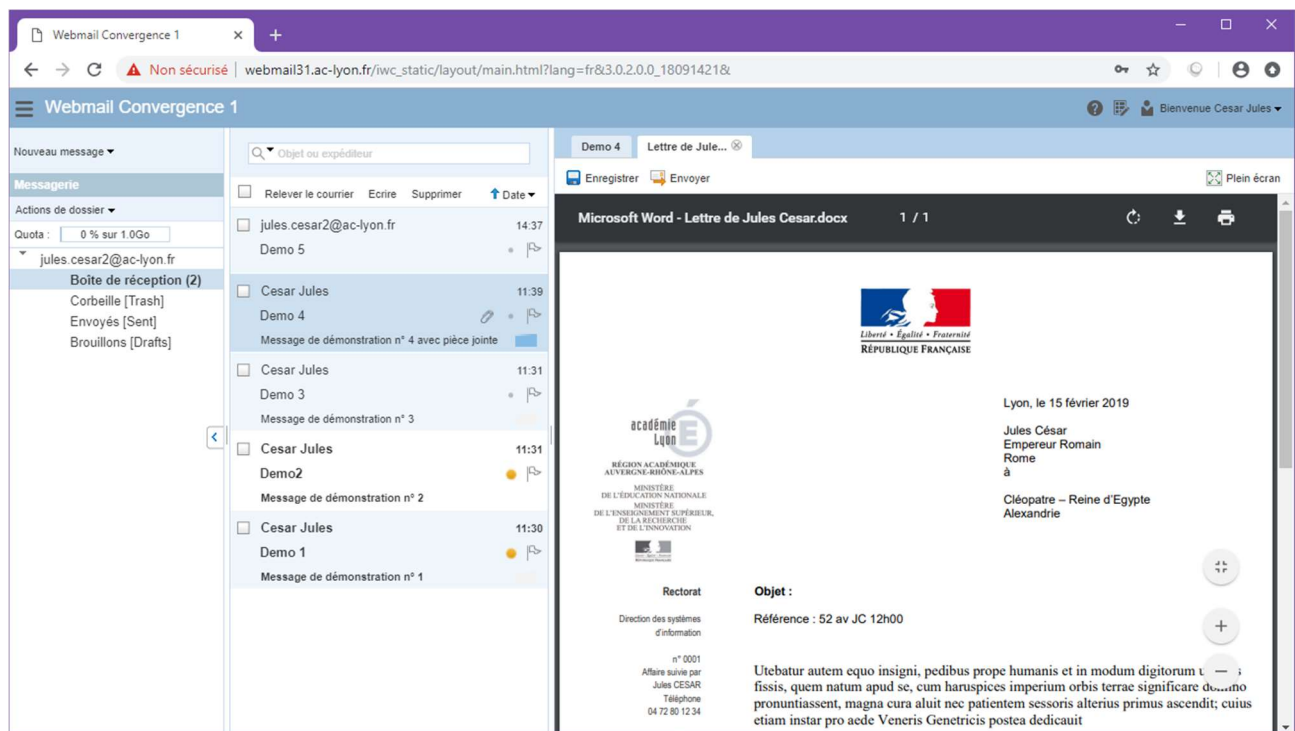 Webmail Convergence 1
Non sécurisé | webmail31.ac-lyon.fr/iwc_static/layout/main.html?lang=fr&3.0.2.0.0_18091421&
Webmail Convergence 1
Bienvenue Cesar Jules
Nouveau message
Messagerie
Actions de dossier
Quota : 0 % sur 1.0Go
jules.cesar2@ac-lyon.fr
Boîte de réception (2)
Corbeille [Trash]
Envoyés [Sent]
Brouillons [Drafts]
Objet ou expéditeur
Relever le courrier Ecrire Supprimer Date
jules.cesar2@ac-lyon.fr 14:37
Demo 5
Cesar Jules 11:39
Demo 4
Message de démonstration n° 4 avec pièce jointe
Cesar Jules 11:31
Demo 3
Message de démonstration n° 3
Cesar Jules 11:31
Demo2
Message de démonstration n° 2
Cesar Jules 11:30
Demo 1
Message de démonstration n° 1
Demo 4 Lettre de Jule...
Enregistrer Envoyer Plein écran
Microsoft Word - Lettre de Jules Cesar.docx 1 / 1
Liberté • Égalité • Fraternité
RÉPUBLIQUE FRANÇAISE
académie
Lyon
RÉGION ACADÉMIQUE
AUVERGNE-RHÔNE-ALPES
MINISTÈRE
DE L'ÉDUCATION NATIONALE
MINISTÈRE
DE L'ENSEIGNEMENT SUPÉRIEUR,
DE LA RECHERCHE
ET DE L'INNOVATION
Lyon, le 15 février 2019
Jules César
Empereur Romain
Rome
à
Cléopatre – Reine d'Egypte
Alexandrie
Rectorat
Direction des systèmes
d'information
n° 0001
Affaire suivie par
Jules CESAR
Téléphone
04 72 80 12 34
Objet :
Référence : 52 av JC 12h00
Utebatur autem equo insigni, pedibus prope humanis et in modum digitorum
fissis, quem natum apud se, cum haruspices imperium orbis terrae significare
pronuntiassent, magna cura aluit nec patientem sessoris alterius primus ascendit; cuius
etiam instar pro aede Veneris Genetricis postea dedicauit